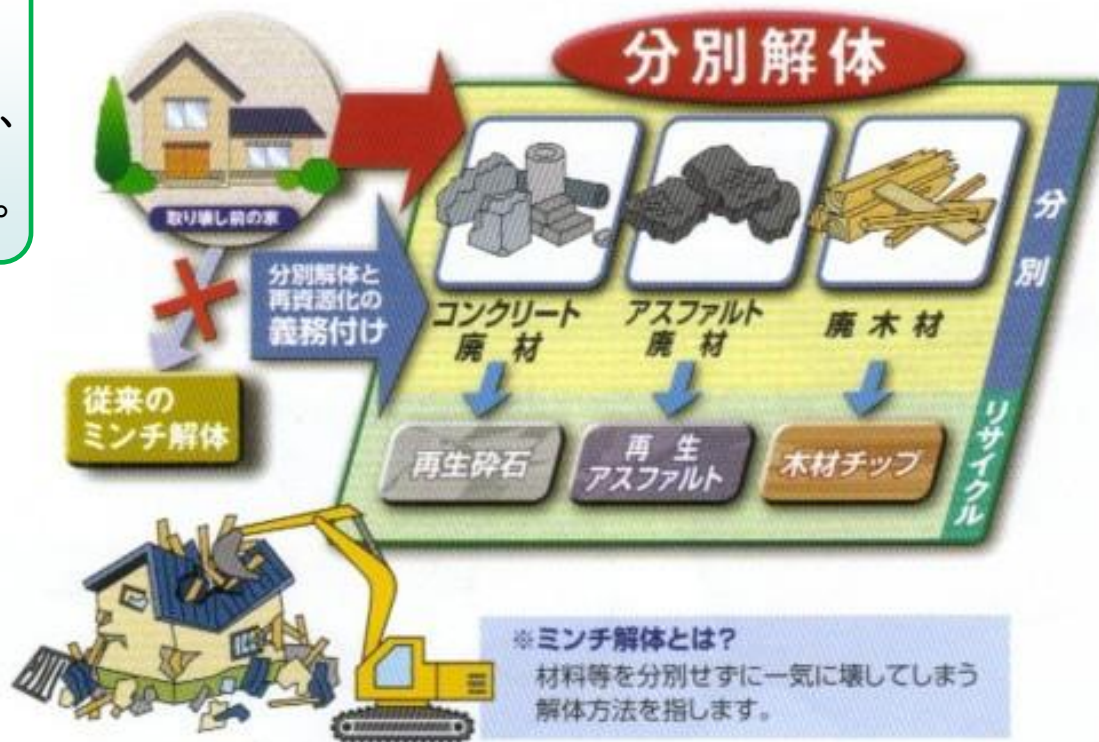 、
。
分別解体
取り壊し前の家
分別解体と
再資源化の
義務付け
従来の
ミンチ解体
コンクリート
廃材
アスファルト
廃材
廃木材
分別
再生砕石
再生
アスファルト
木材チップ
リサイクル
※ミンチ解体とは?
材料等を分別せずに一気に壊してしまう
解体方法を指します。